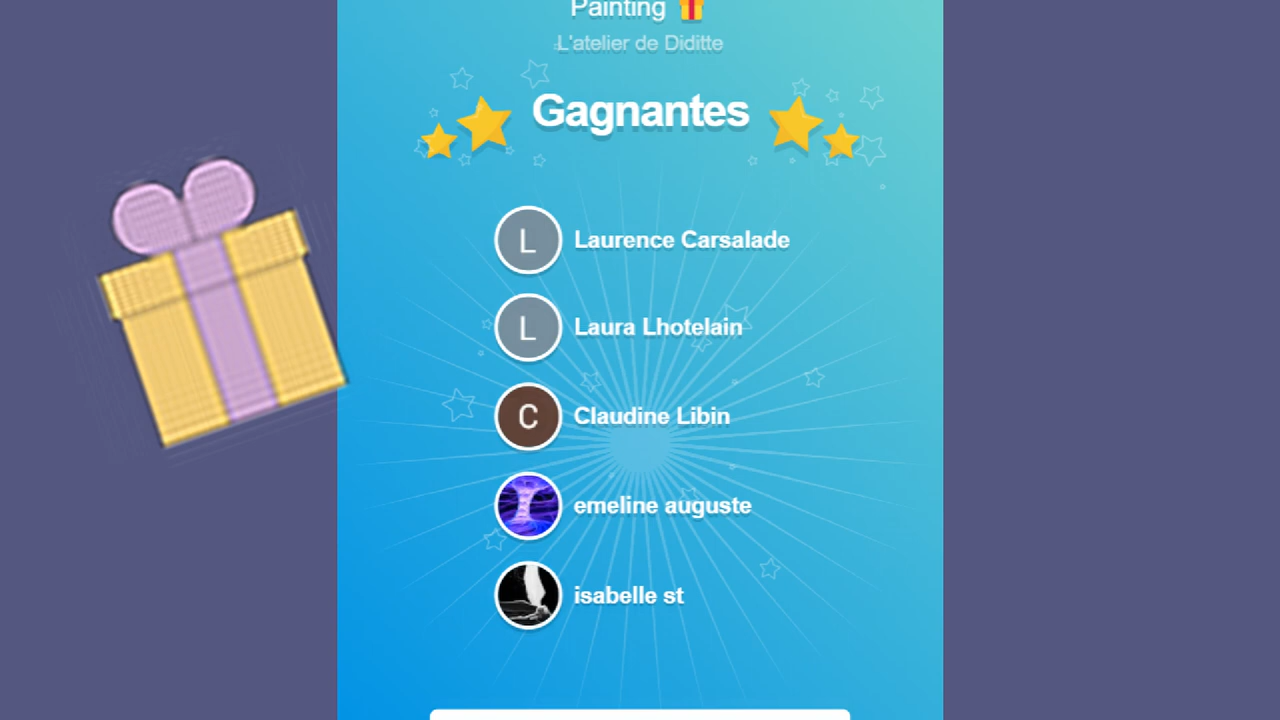 Painting 🎁
L'atelier de Diditte
Gagnantes
L Laurence Carsalade
L Laura Lhotelain
C Claudine Libin
emeline auguste
isabelle st